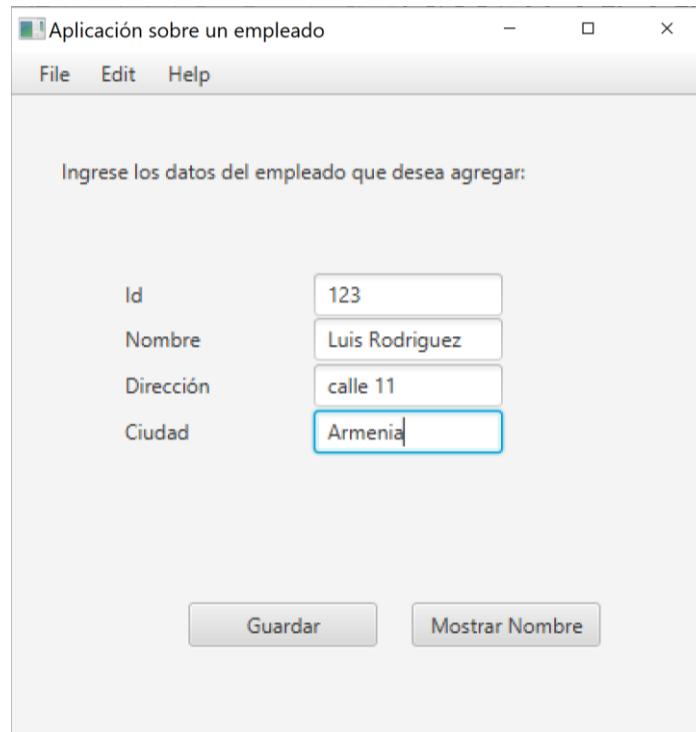 Aplicación sobre un empleado
File Edit Help
Ingrese los datos del empleado que desea agregar:
Id 123
Nombre Luis Rodriguez
Dirección calle 11
Ciudad Armenia
Guardar Mostrar Nombre